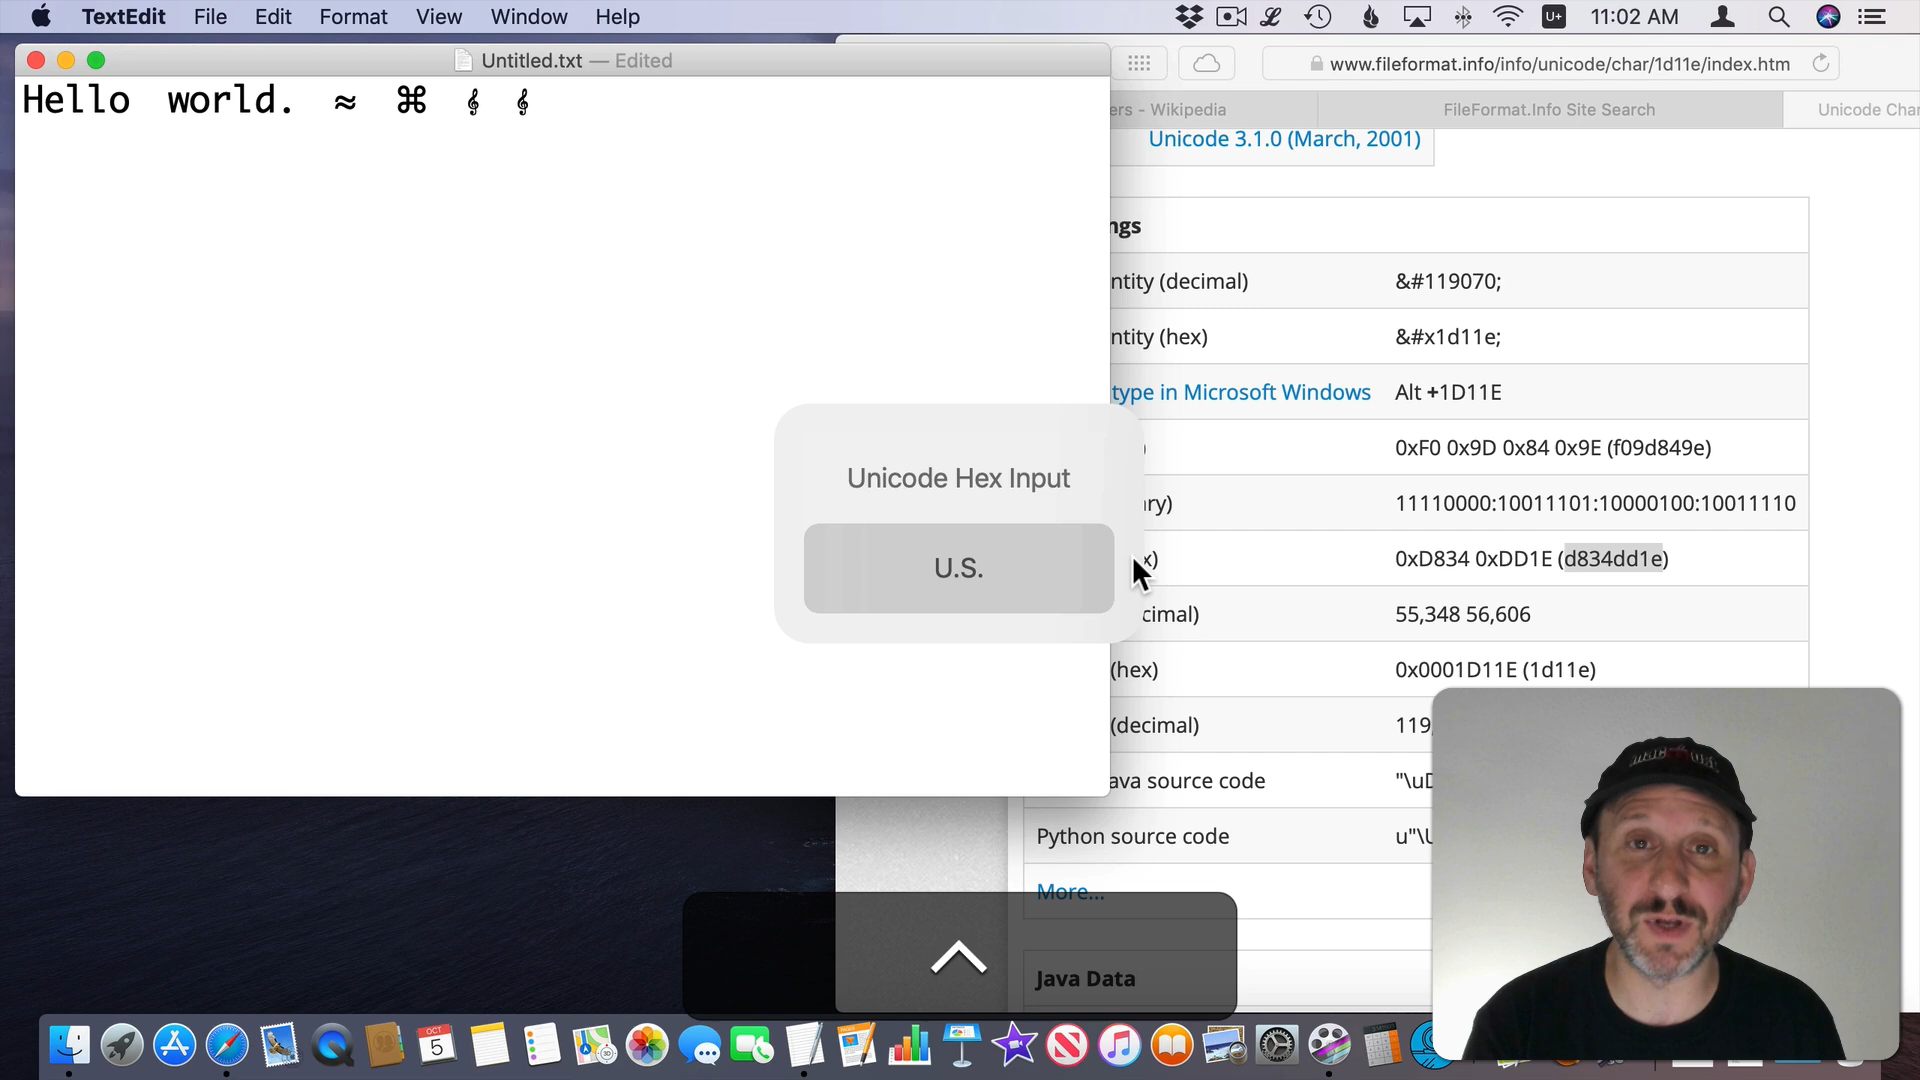 TextEdit File Edit Format View Window Help
U+ 11:02 AM
Untitled.txt — Edited
Hello world. ≈ ⌘ 𝄞 𝄞
www.fileformat.info/info/unicode/char/1d11e/index.htm
ers - Wikipedia
FileFormat.Info Site Search
Unicode Char
Unicode 3.1.0 (March, 2001)
ngs
ntity (decimal) &#119070;
ntity (hex) &#x1d11e;
type in Microsoft Windows Alt +1D11E
) 0xF0 0x9D 0x84 0x9E (f09d849e)
ary) 11110000:10011101:10000100:10011110
x) 0xD834 0xDD1E (d834dd1e)
cimal) 55,348 56,606
(hex) 0x0001D11E (1d11e)
(decimal) 119,
ava source code "\uD
Python source code u"\U
More...
Java Data
Unicode Hex Input
U.S.
^
OCT
5